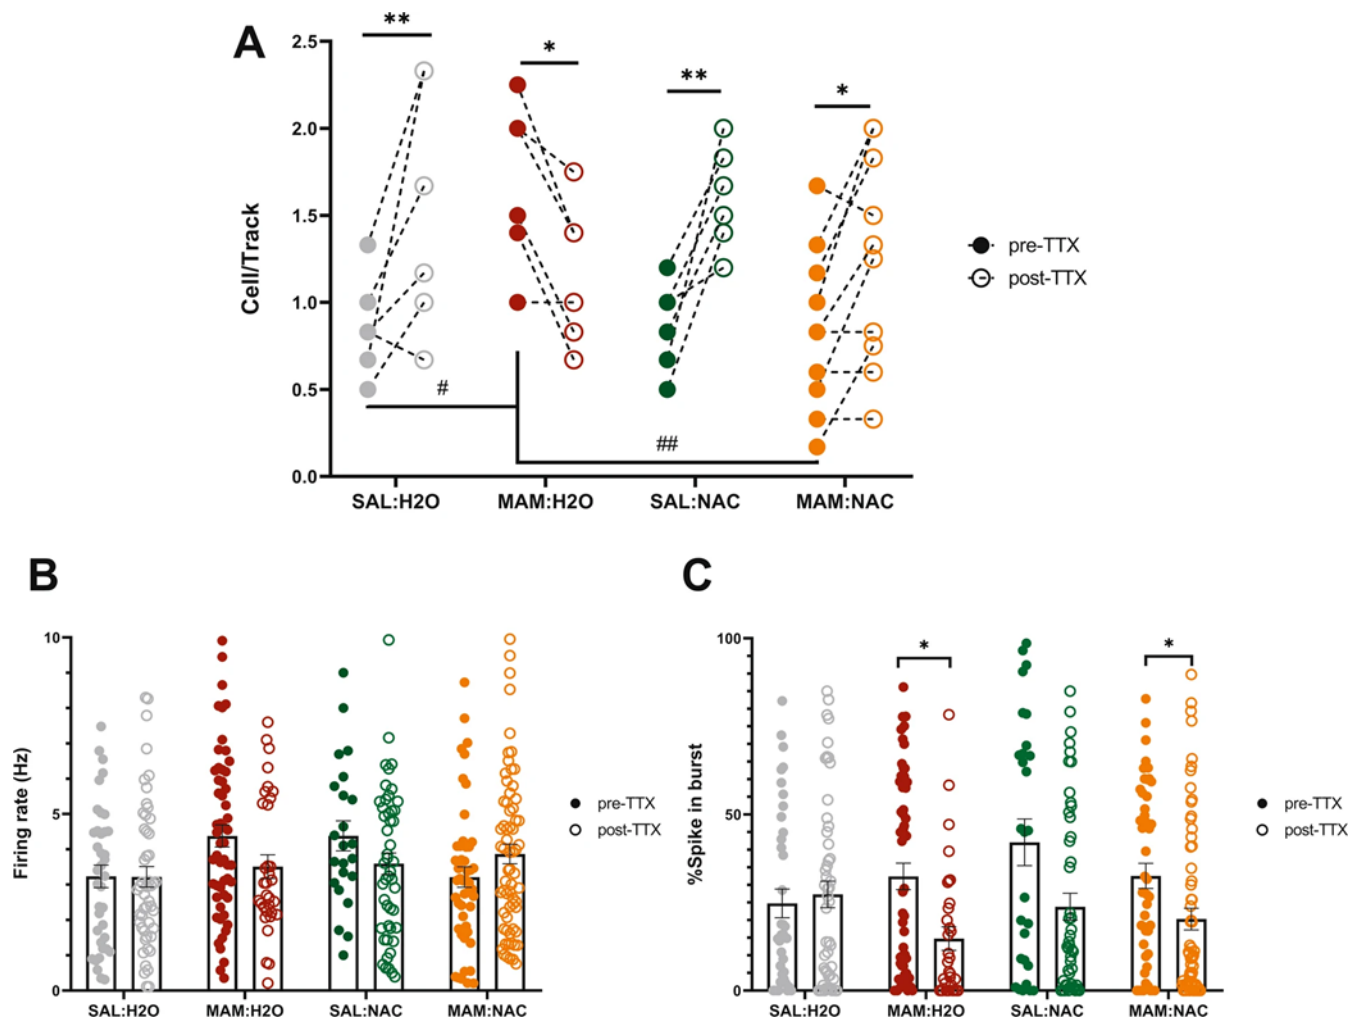 A
**
*
**
*
2.5
2.0
1.5
1.0
0.5
0.0
Cell/Track
#
##
pre-TTX
post-TTX
SAL:H2O MAM:H2O SAL:NAC MAM:NAC
B
10
5
0
Firing rate (Hz)
pre-TTX
post-TTX
SAL:H2O MAM:H2O SAL:NAC MAM:NAC
C
*
*
100
50
0
%Spike in burst
pre-TTX
post-TTX
SAL:H2O MAM:H2O SAL:NAC MAM:NAC